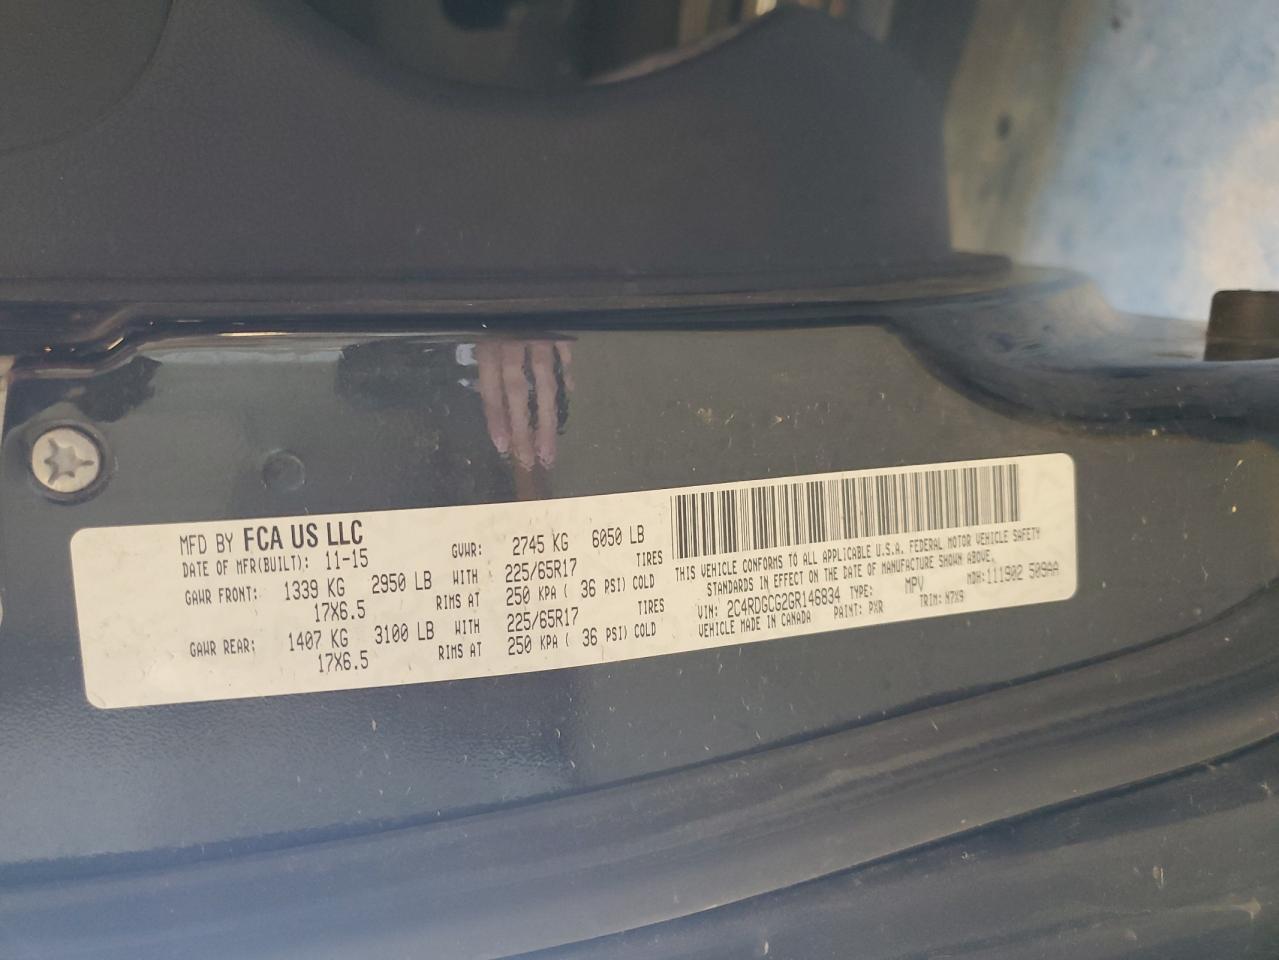 MFD BY FCA US LLC
DATE OF MFR(BUILT): 11-15 GVWR: 2745 KG 6050 LB
GAWR FRONT: 1339 KG 2950 LB WITH 225/65R17 TIRES
17X6.5 RIMS AT 250 KPA ( 36 PSI) COLD
GAWR REAR: 1407 KG 3100 LB WITH 225/65R17 TIRES
17X6.5 RIMS AT 250 KPA ( 36 PSI) COLD
THIS VEHICLE CONFORMS TO ALL APPLICABLE U.S.A. FEDERAL MOTOR VEHICLE SAFETY
STANDARDS IN EFFECT ON THE DATE OF MANUFACTURE SHOWN ABOVE.
VIN: 2C4RDGCG2GR146834 TYPE: MPV MDH:111902 509AA
VEHICLE MADE IN CANADA PAINT: PXR TRIM: N7X9